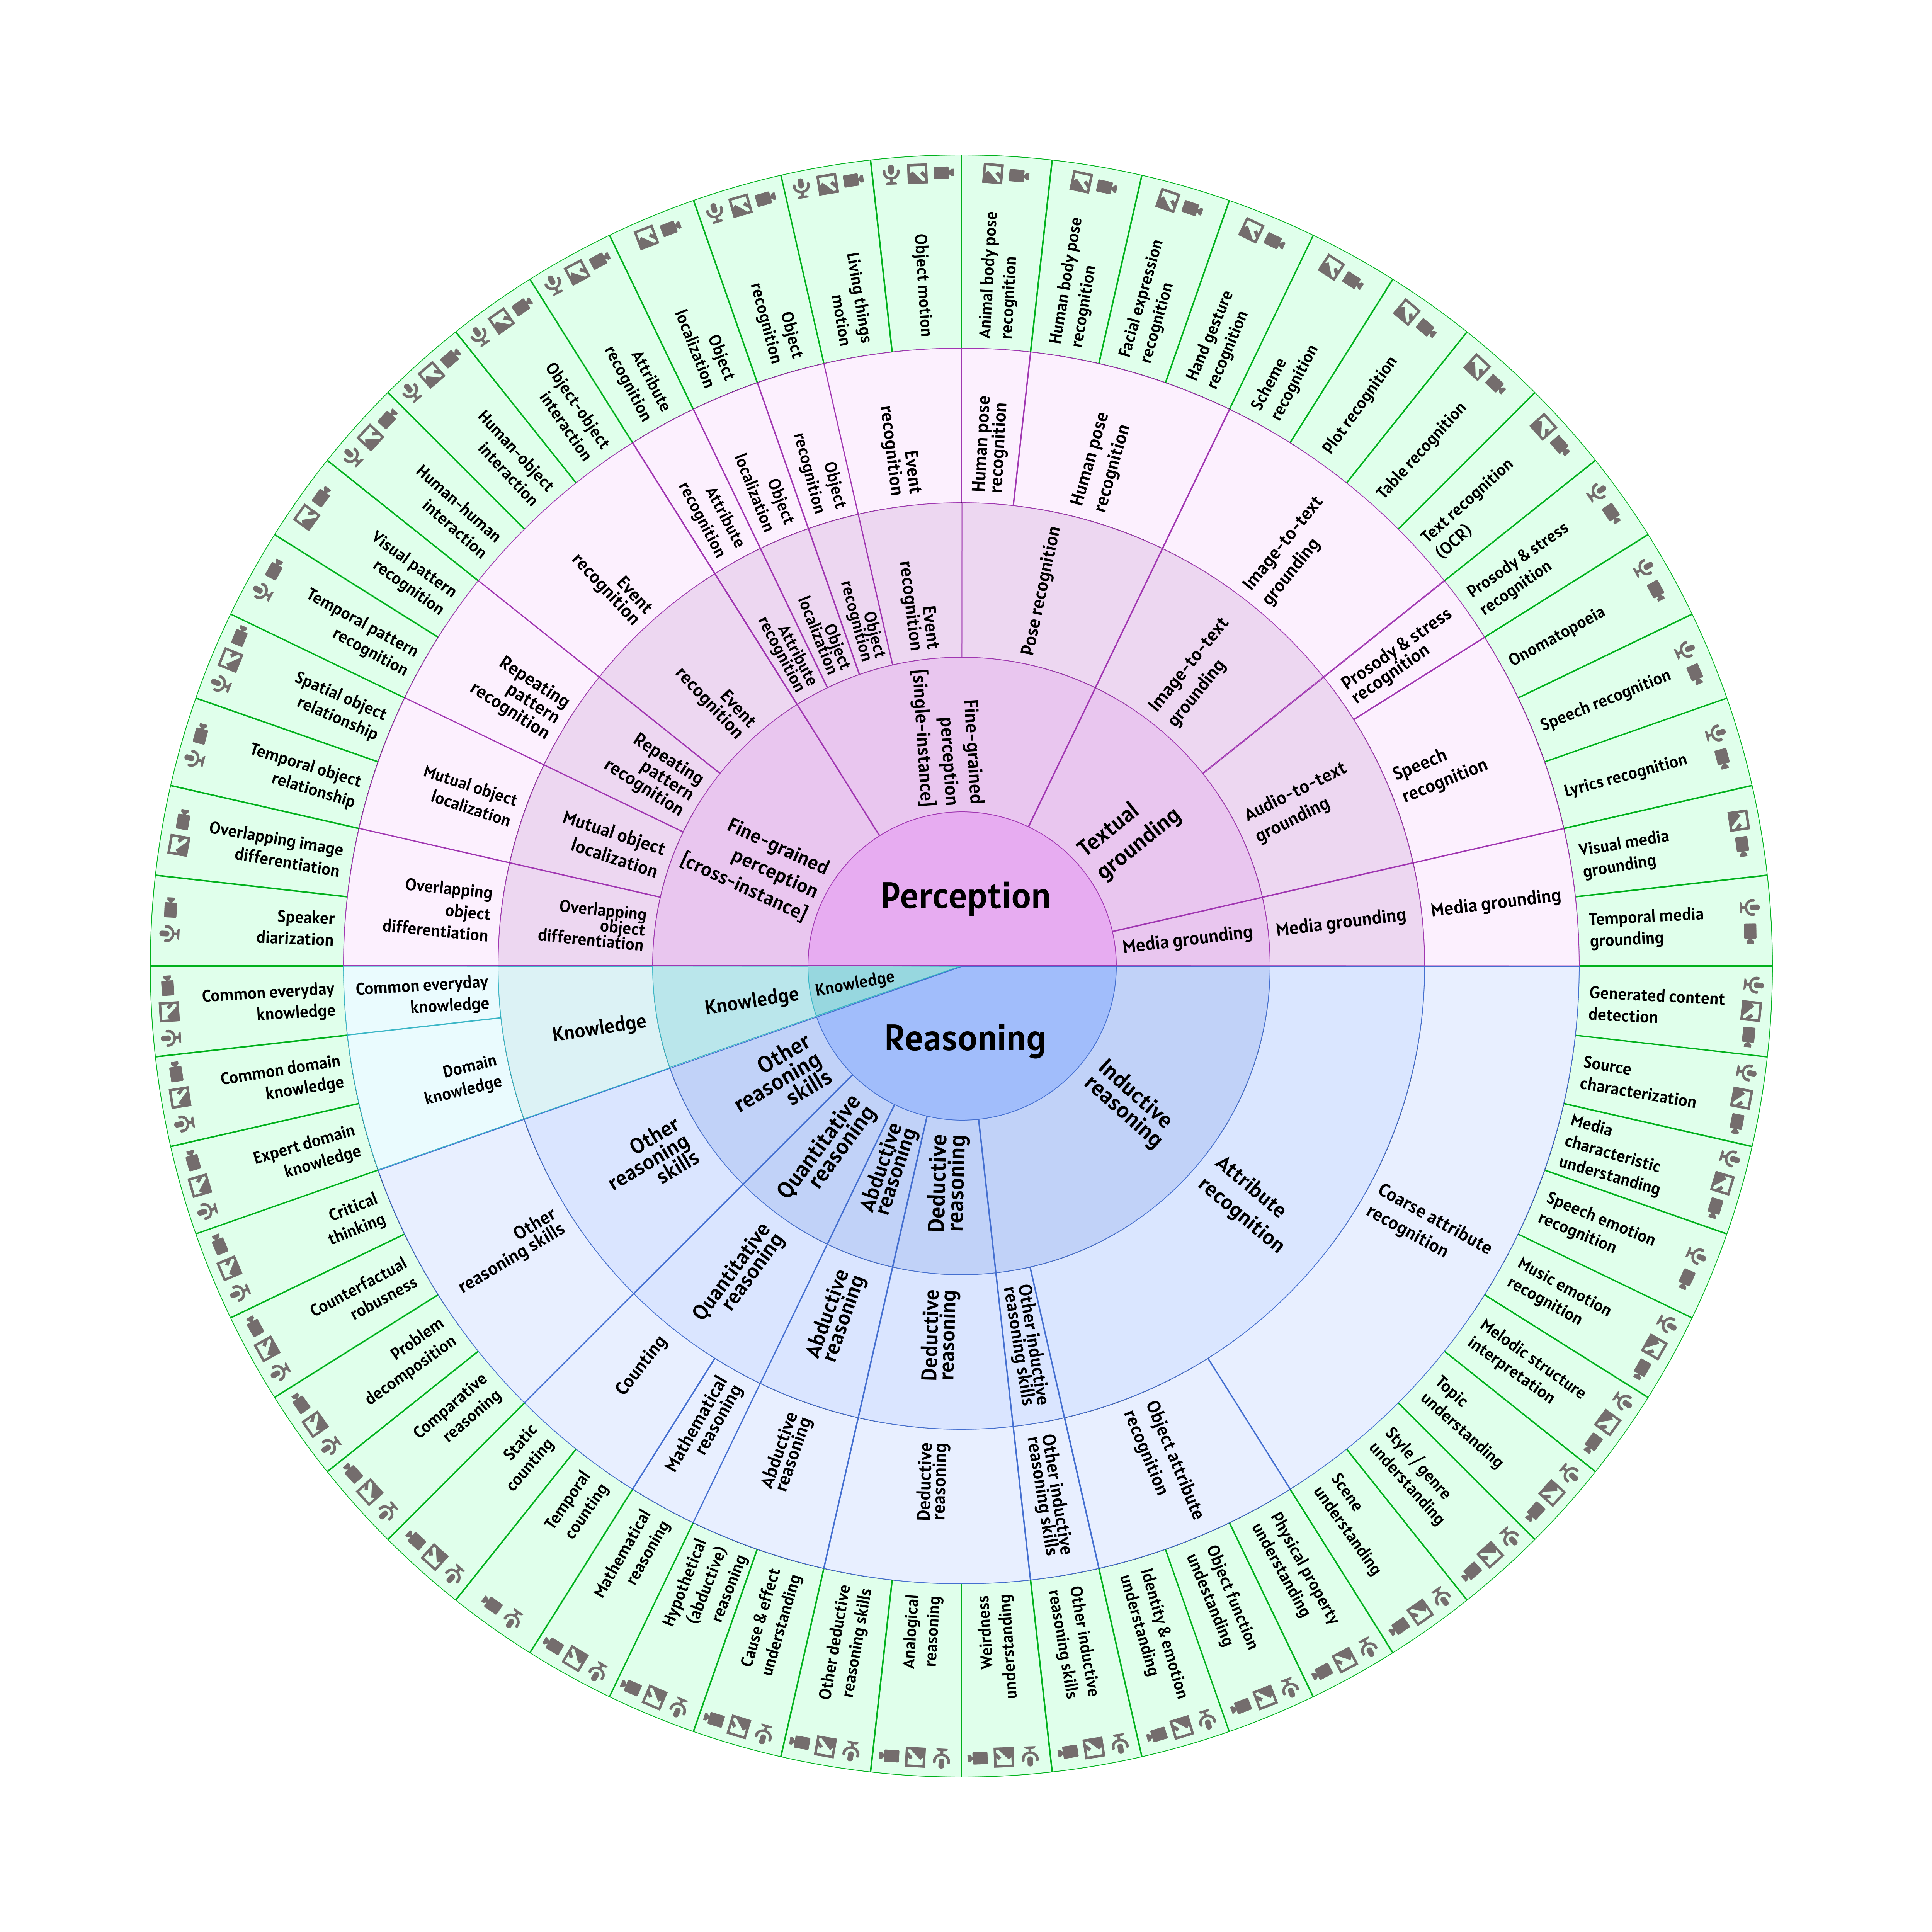 Perception
Reasoning
Knowledge
Fine-grained
perception
[cross-instance]
Fine-grained
perception
[single-instance]
Textual
grounding
Media grounding
Inductive
reasoning
Deductive
reasoning
Abductive
reasoning
Quantitative
reasoning
Other
reasoning
skills
Knowledge
Overlapping
object
differentiation
Mutual object
localization
Repeating
pattern
recognition
Event
recognition
Attribute
recognition
Object
localization
Object
recognition
Event
recognition
Pose recognition
Image-to-text
grounding
Audio-to-text
grounding
Media grounding
Attribute
recognition
Other inductive
reasoning skills
Deductive
reasoning
Abductive
reasoning
Quantitative
reasoning
Other
reasoning
skills
Knowledge
Overlapping
object
differentiation
Mutual object
localization
Repeating
pattern
recognition
Event
recognition
Attribute
recognition
Object
localization
Object
recognition
Event
recognition
Human pose
recognition
Human pose
recognition
Image-to-text
grounding
Prosody & stress
recognition
Speech
recognition
Media grounding
Coarse attribute
recognition
Object attribute
recognition
Other inductive
reasoning skills
Deductive
reasoning
Abductive
reasoning
Mathematical
reasoning
Counting
Other
reasoning skills
Domain
knowledge
Common everyday
knowledge
Speaker
diarization
Overlapping image
differentiation
Temporal object
relationship
Spatial object
relationship
Temporal pattern
recognition
Visual pattern
recognition
Human-human
interaction
Human-object
interaction
Object-object
interaction
Attribute
recognition
Object
localization
Object
recognition
Living things
motion
Object motion
Animal body pose
recognition
Human body pose
recognition
Facial expression
recognition
Hand gesture
recognition
Scheme
recognition
Plot recognition
Table recognition
Text recognition
(OCR)
Prosody & stress
recognition
Onomatopoeia
Speech recognition
Lyrics recognition
Visual media
grounding
Temporal media
grounding
Generated content
detection
Source
characterization
Media
characteristic
understanding
Speech emotion
recognition
Music emotion
recognition
Melodic structure
interpretation
Topic
understanding
Style / genre
understanding
Scene
understanding
Physical property
understanding
Object function
undestanding
Identity & emotion
understanding
Other inductive
reasoning skills
Weirdness
understanding
Analogical
reasoning
Other deductive
reasoning skills
Cause & effect
understanding
Hypothetical
(abductive)
reasoning
Mathematical
reasoning
Temporal
counting
Static
counting
Comparative
reasoning
Problem
decomposition
Counterfactual
robusness
Critical
thinking
Expert domain
knowledge
Common domain
knowledge
Common everyday
knowledge